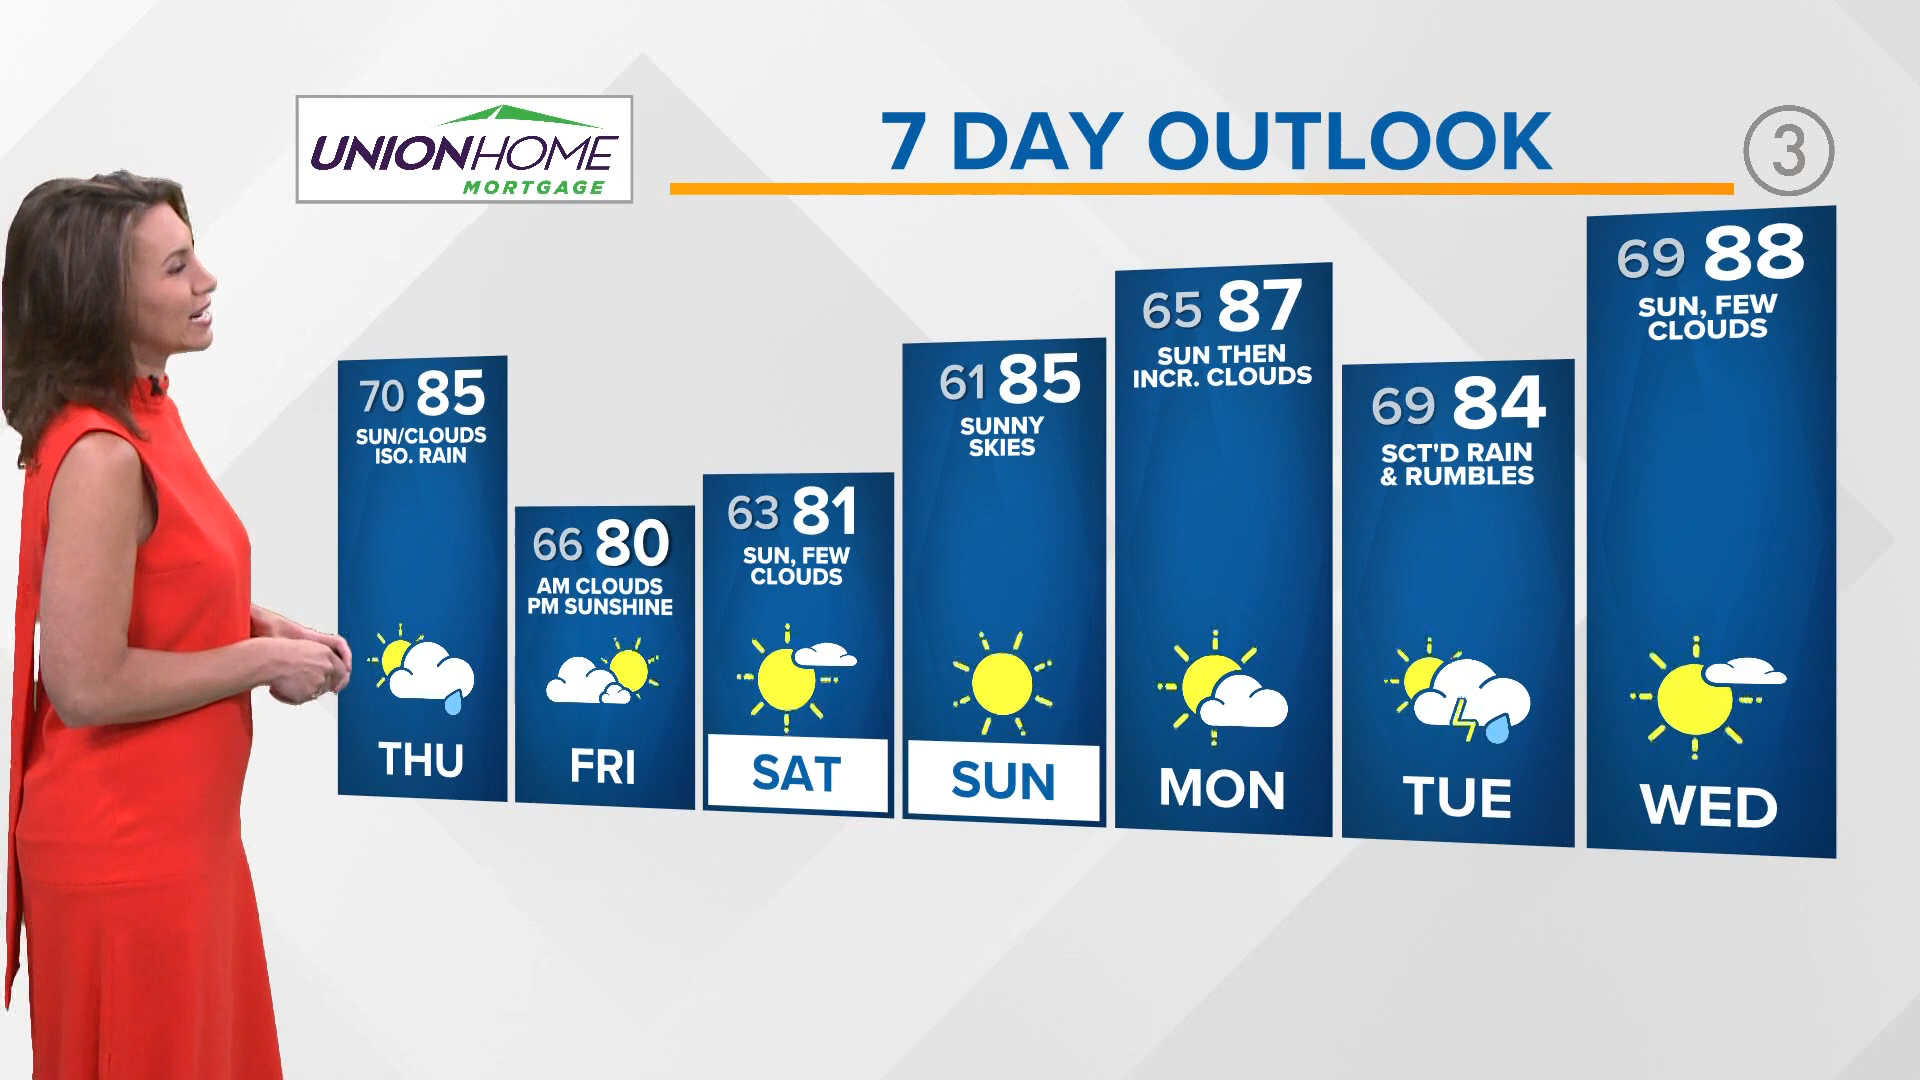 UNIONHOME
MORTGAGE
7 DAY OUTLOOK
3
70 85
SUN/CLOUDS
ISO. RAIN
THU
66 80
AM CLOUDS
PM SUNSHINE
FRI
63 81
SUN, FEW
CLOUDS
SAT
61 85
SUNNY
SKIES
SUN
65 87
SUN THEN
INCR. CLOUDS
MON
69 84
SCT'D RAIN
& RUMBLES
TUE
69 88
SUN, FEW
CLOUDS
WED